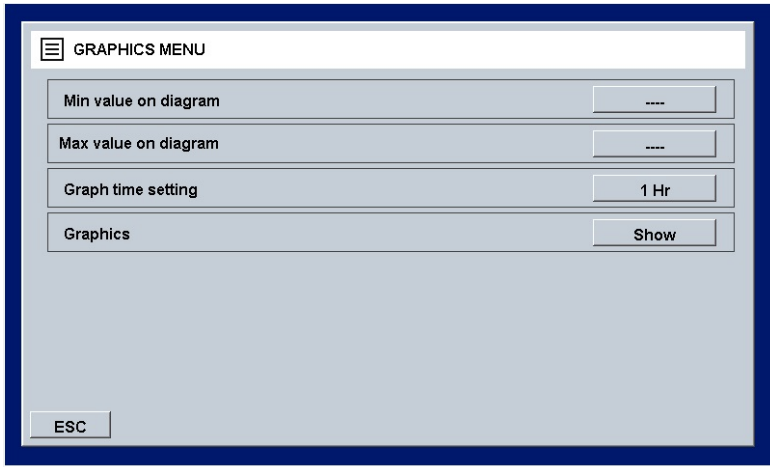 GRAPHICS MENU
Min value on diagram ----
Max value on diagram ----
Graph time setting 1 Hr
Graphics Show
ESC